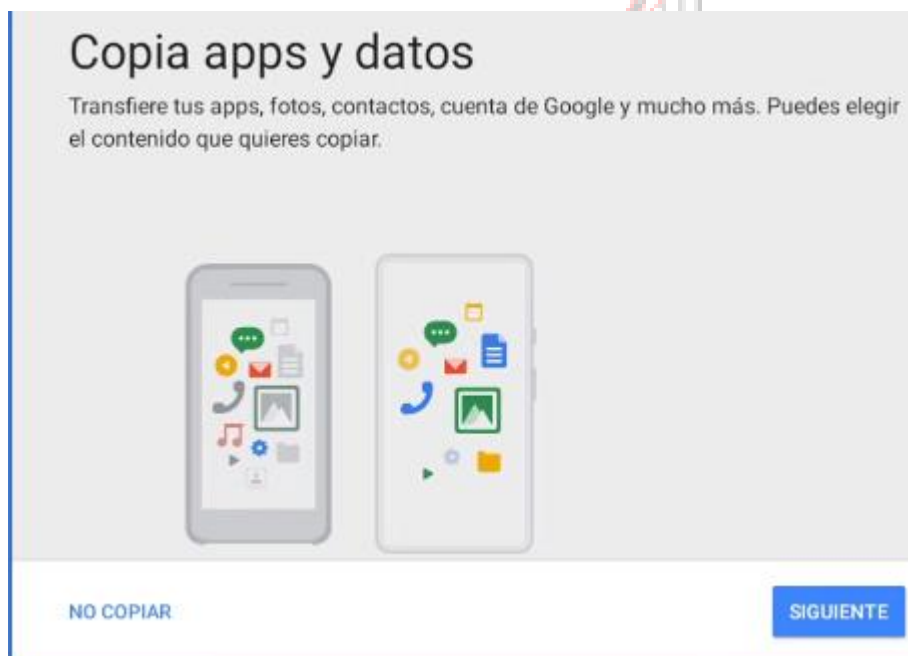 Copia apps y datos
Transfiere tus apps, fotos, contactos, cuenta de Google y mucho más. Puedes elegir
el contenido que quieres copiar.
NO COPIAR
SIGUIENTE